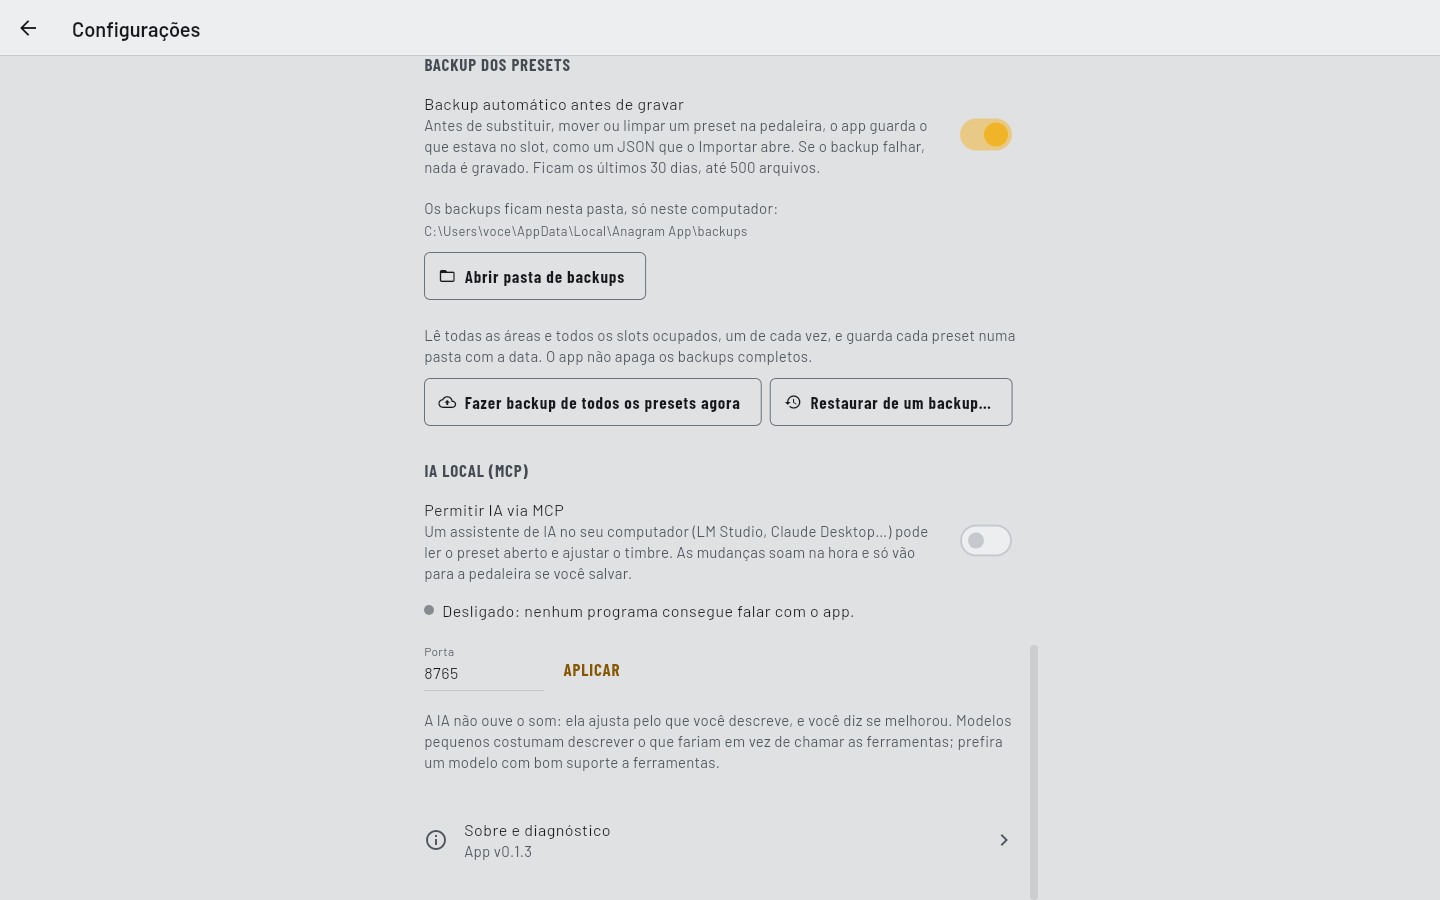 Configurações
BACKUP DOS PRESETS
Backup automático antes de gravar
Antes de substituir, mover ou limpar um preset na pedaleira, o app guarda o
que estava no slot, como um JSON que o Importar abre. Se o backup falhar,
nada é gravado. Ficam os últimos 30 dias, até 500 arquivos.
Os backups ficam nesta pasta, só neste computador:
C:\Users\voce\AppData\Local\Anagram App\backups
Abrir pasta de backups
Lê todas as áreas e todos os slots ocupados, um de cada vez, e guarda cada preset numa
pasta com a data. O app não apaga os backups completos.
Fazer backup de todos os presets agora
Restaurar de um backup...
IA LOCAL (MCP)
Permitir IA via MCP
Um assistente de IA no seu computador (LM Studio, Claude Desktop...) pode
ler o preset aberto e ajustar o timbre. As mudanças soam na hora e só vão
para a pedaleira se você salvar.
Desligado: nenhum programa consegue falar com o app.
Porta
8765
APLICAR
A IA não ouve o som: ela ajusta pelo que você descreve, e você diz se melhorou. Modelos
pequenos costumam descrever o que fariam em vez de chamar as ferramentas; prefira
um modelo com bom suporte a ferramentas.
Sobre e diagnóstico
App v0.1.3